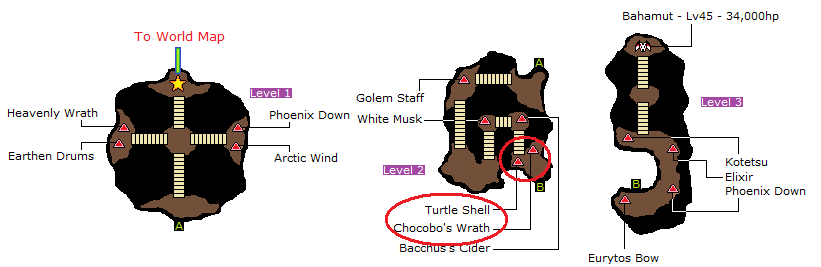 To World Map
Level 1
Heavenly Wrath
Phoenix Down
Earthen Drums
Arctic Wind
A
A
Golem Staff
White Musk
Level 2
B
Turtle Shell
Chocobo's Wrath
Bacchus's Cider
Bahamut - Lv45 - 34,000hp
Level 3
Kotetsu
Elixir
Phoenix Down
B
Eurytos Bow